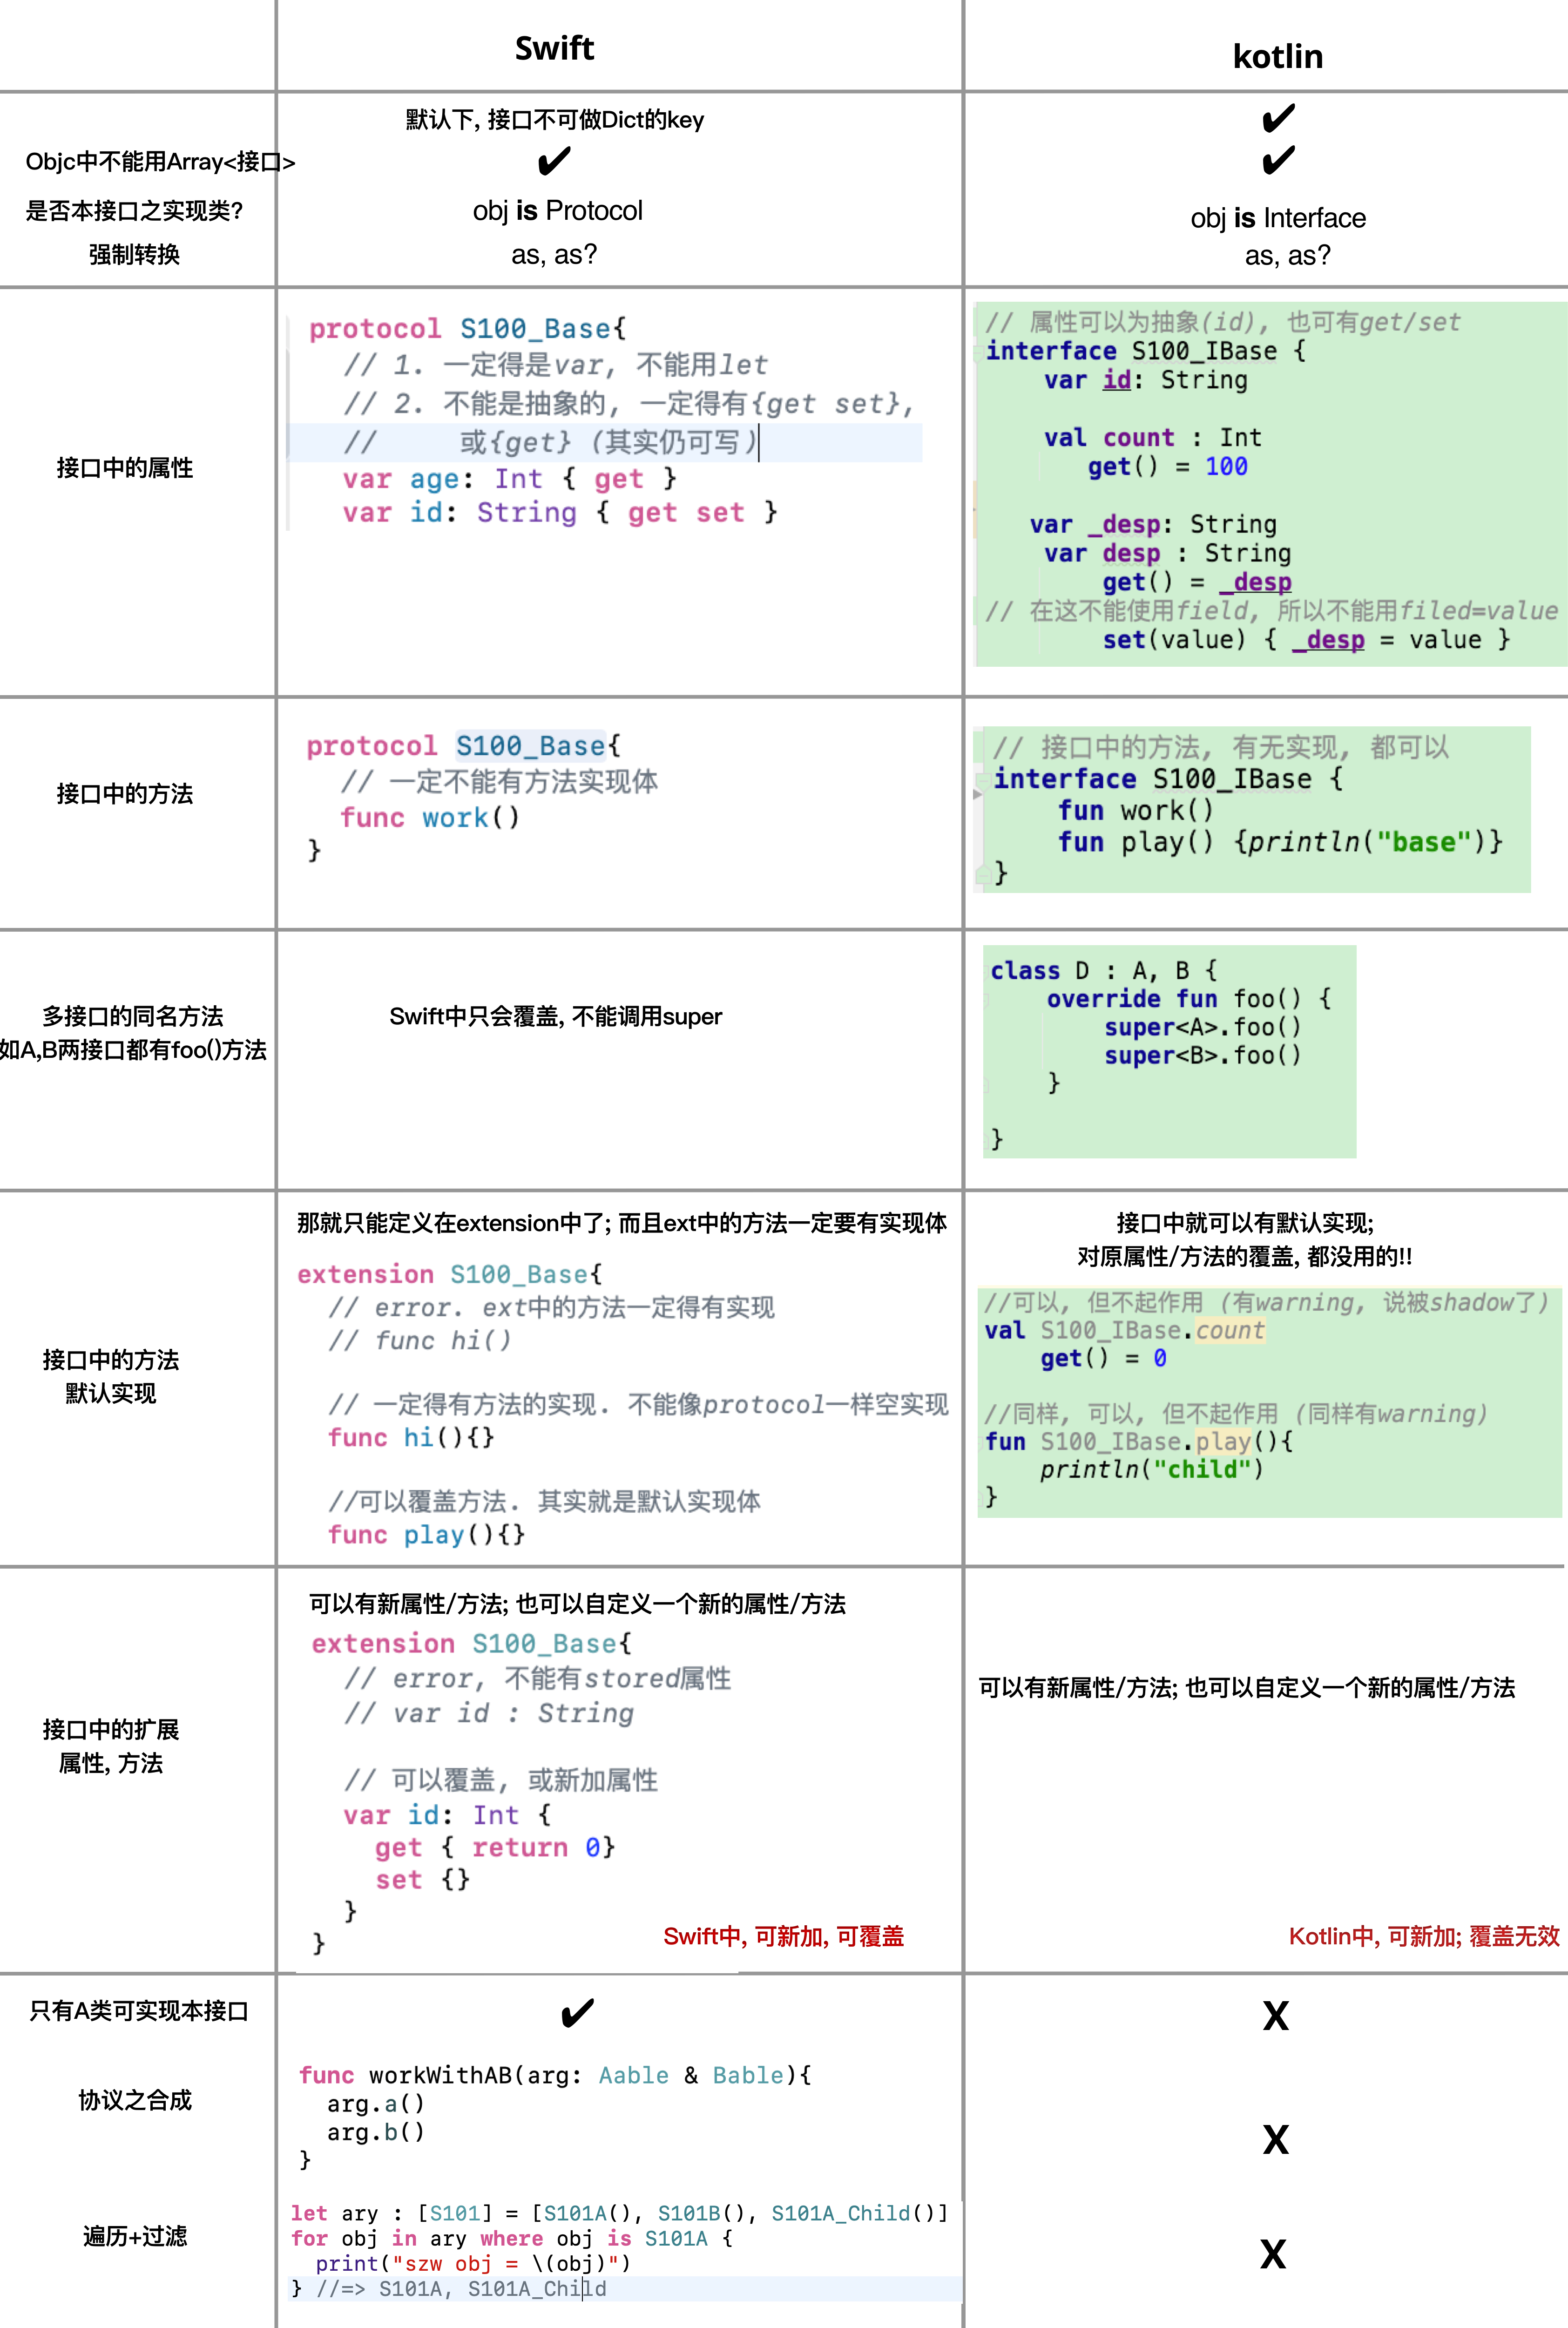 Swift
kotlin
默认下, 接口不可做Dict的key
✔
Objc中不能用Array<接口>
✔
✔
是否本接口之实现类?
obj is Protocol
obj is Interface
强制转换
as, as?
as, as?
接口中的属性
protocol S100_Base{
// 1. 一定得是var, 不能用let
// 2. 不能是抽象的, 一定得有{get set},
// 或{get} (其实仍可写)
var age: Int { get }
var id: String { get set }
// 属性可以为抽象(id), 也可有get/set
interface S100_IBase {
var id: String
val count : Int
get() = 100
var _desp: String
var desp : String
get() = _desp
// 在这不能使用field, 所以不能用filed=value
set(value) { _desp = value }
接口中的方法
protocol S100_Base{
// 一定不能有方法实现体
func work()
}
// 接口中的方法, 有无实现, 都可以
interface S100_IBase {
fun work()
fun play() {println("base")}
}
多接口的同名方法
如A,B两接口都有foo()方法
Swift中只会覆盖, 不能调用super
class D : A, B {
override fun foo() {
super<A>.foo()
super<B>.foo()
}
}
接口中的方法
默认实现
那就只能定义在extension中了; 而且ext中的方法一定要有实现体
extension S100_Base{
// error. ext中的方法一定得有实现
// func hi()
// 一定得有方法的实现. 不能像protocol一样空实现
func hi(){}
//可以覆盖方法. 其实就是默认实现体
func play(){}
接口中就可以有默认实现;
对原属性/方法的覆盖, 都没用的!!
//可以, 但不起作用 (有warning, 说被shadow了)
val S100_IBase.count
get() = 0
//同样, 可以, 但不起作用 (同样有warning)
fun S100_IBase.play(){
println("child")
}
接口中的扩展
属性, 方法
可以有新属性/方法; 也可以自定义一个新的属性/方法
extension S100_Base{
// error, 不能有stored属性
// var id : String
// 可以覆盖, 或新加属性
var id: Int {
get { return 0}
set {}
}
}
Swift中, 可新加, 可覆盖
可以有新属性/方法; 也可以自定义一个新的属性/方法
Kotlin中, 可新加; 覆盖无效
只有A类可实现本接口
✔
X
协议之合成
func workWithAB(arg: Aable & Bable){
arg.a()
arg.b()
}
X
遍历+过滤
let ary : [S101] = [S101A(), S101B(), S101A_Child()]
for obj in ary where obj is S101A {
print("szw obj = \(obj)")
} //=> S101A, S101A_Child
X